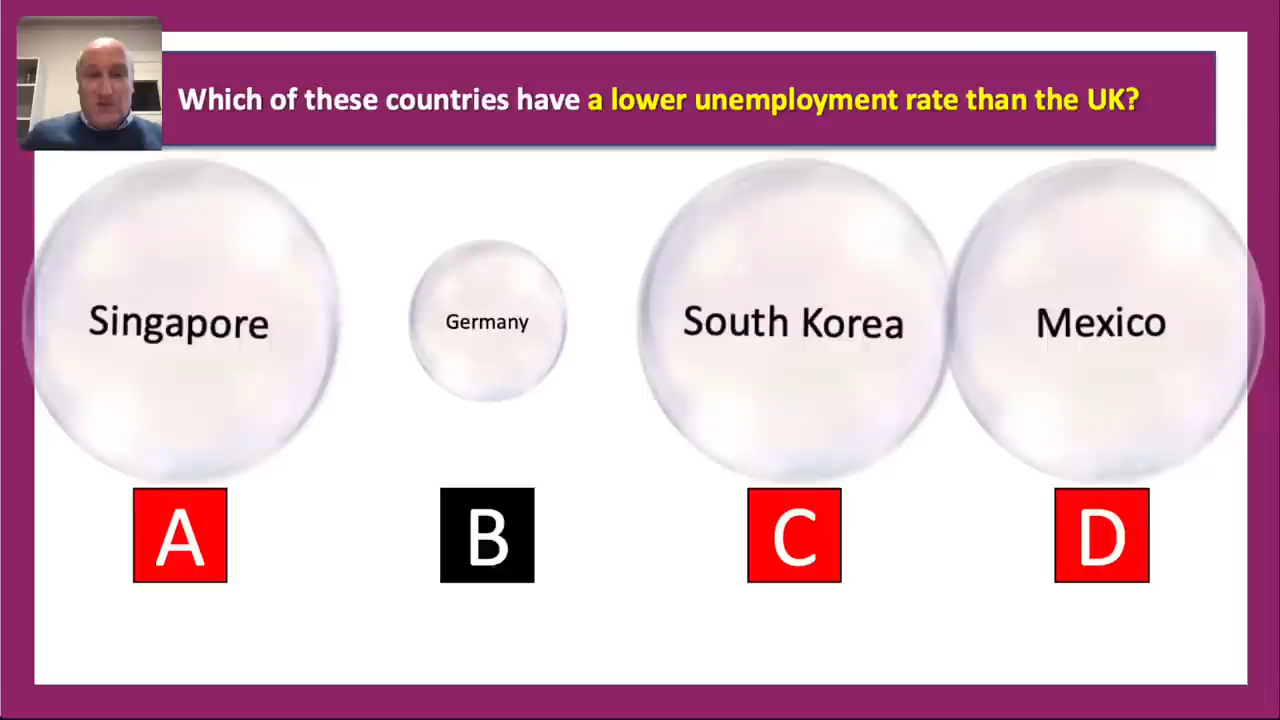 Which of these countries have a lower unemployment rate than the UK?
Singapore
Germany
South Korea
Mexico
A
B
C
D